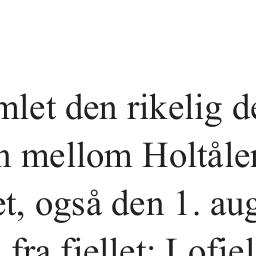 mlet den rikelig de
n mellom Holtålen
et, også den 1. aug
fra fjellet: Lofjel